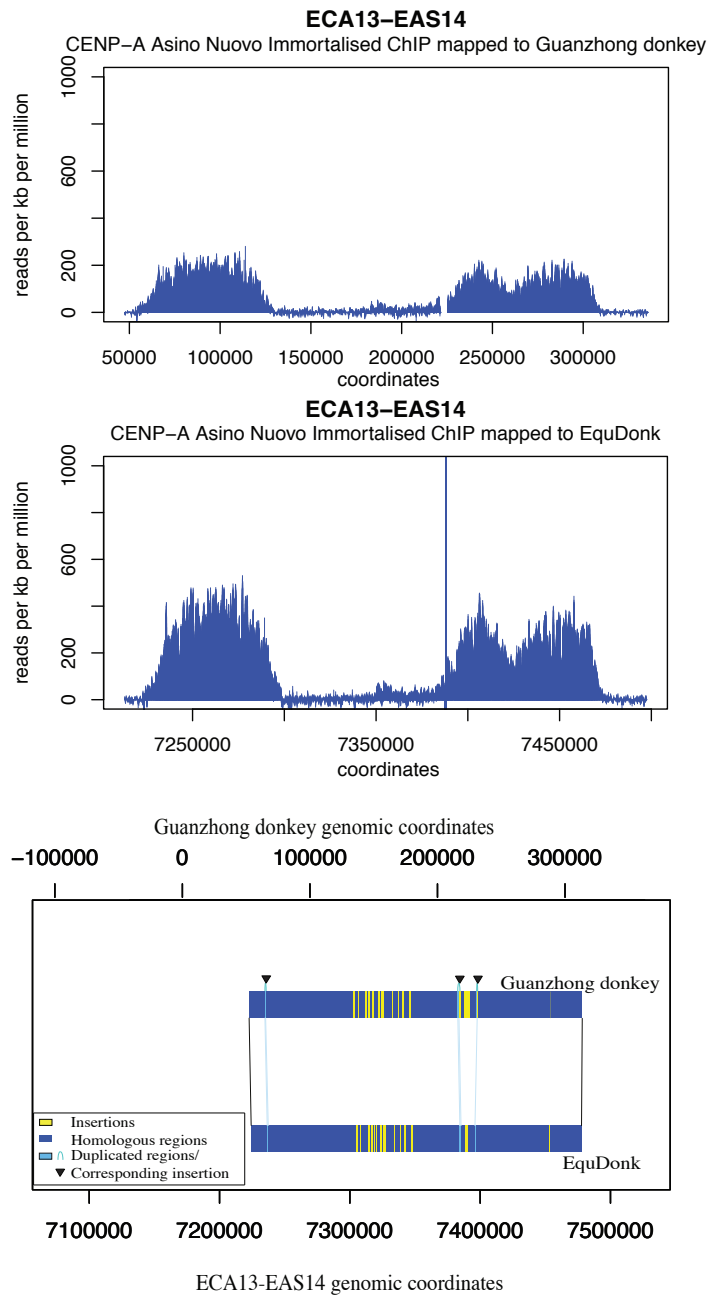 ECA13−EAS14
CENP−A Asino Nuovo Immortalised ChIP mapped to Guanzhong donkey
1000
600
200
0
reads per kb per million
50000 100000 150000 200000 250000 300000
coordinates
ECA13−EAS14
CENP−A Asino Nuovo Immortalised ChIP mapped to EquDonk
1000
600
200
0
reads per kb per million
7250000 7350000 7450000
coordinates
Guanzhong donkey genomic coordinates
−100000 0 100000 200000 300000
Guanzhong donkey
Insertions
Homologous regions
Duplicated regions/
Corresponding insertion
EquDonk
7100000 7200000 7300000 7400000 7500000
ECA13-EAS14 genomic coordinates